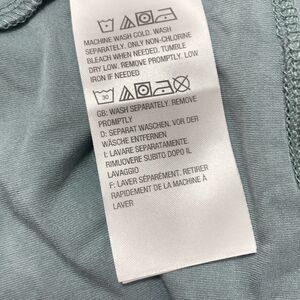 MACHINE WASH COLD. WASH
SEPARATELY. ONLY NON-CHLORINE
BLEACH WHEN NEEDED. TUMBLE
DRY LOW. REMOVE PROMPTLY. LOW
IRON IF NEEDED
30
GB: WASH SEPARATELY. REMOVE
PROMPTLY
D: SEPARAT WASCHEN. VOR DER
WÄSCHE ENTFERNEN
I: LAVARE SEPARATAMENTE.
RIMUOVERE SUBITO DOPO IL
LAVAGGIO
F: LAVER SÉPARÉMENT. RETIRER
RAPIDEMENT DE LA MACHINE À
LAVER